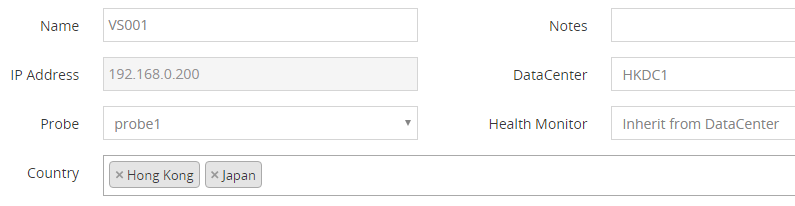 Name VS001 Notes
IP Address 192.168.0.200 DataCenter HKDC1
Probe probe1 Health Monitor Inherit from DataCenter
Country × Hong Kong × Japan